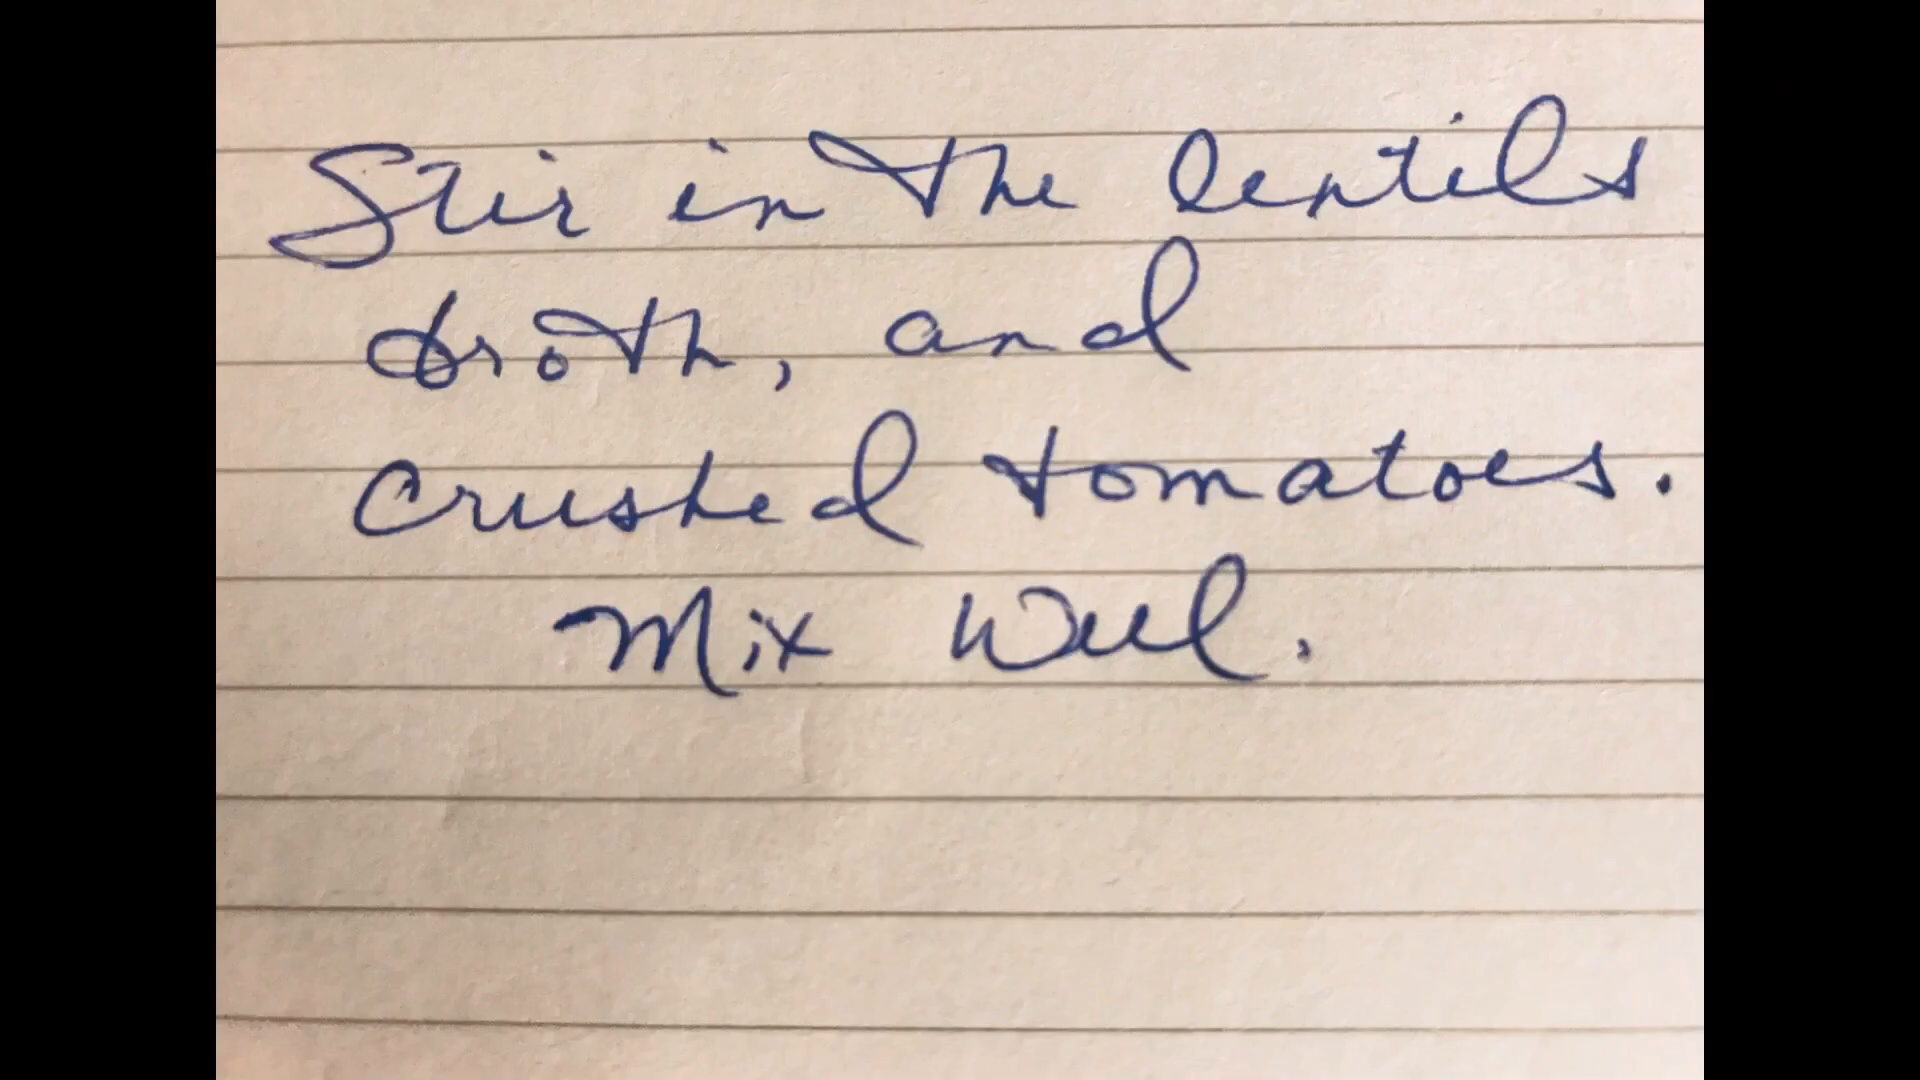 Stir in the lentils
broth, and
crushed tomatoes.
Mix Well.